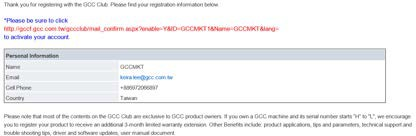 Thank you for registering with the GCC Club. Please find your registration information below.
*Please be sure to click
http://gccf.gcc.com.tw/gccclub/mail_confirm.aspx?enable=Y&ID=GCCMKT1&Name=GCCMKT&lang=
to activate your account.
Personal Information
Name GCCMKT
Email keira.lee@gcc.com.tw
Cell Phone +886972086897
Country Taiwan
Please note that most of the contents on the GCC Club are exclusive to GCC product owners. If you own a GCC machine and its serial number starts "H" to "L", we encourage
you to register your product to receive an additional 3-month limited warranty extension. Other Benefits include: product applications, tips and parameters, technical support and
trouble shooting tips, driver and software updates, user manual document.